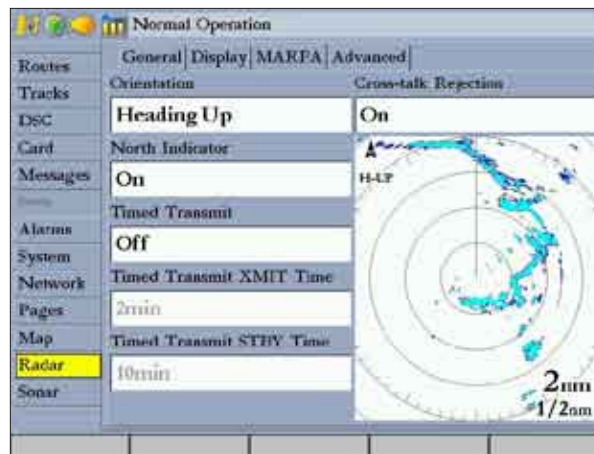 Normal Operation
General Display MARPA Advanced
Routes
Tracks
DSC
Card
Messages
Alarms
System
Network
Pages
Map
Radar
Sonar
Orientation
Heading Up
North Indicator
On
Timed Transmit
Off
Timed Transmit XMIT Time
2min
Timed Transmit STBY Time
10min
Cross-talk Rejection
On
H-UP
2nm
1/2nm